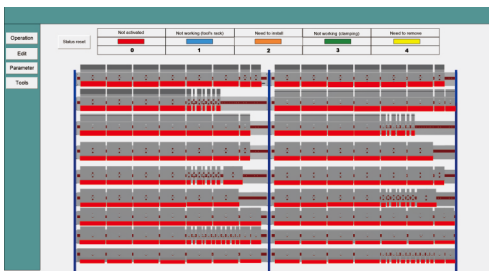 Operation
Edit
Parameter
Tools
Status reset
Not activated
Not working (tool's rack)
Need to install
Not working (clamping)
Need to remove
0
1
2
3
4